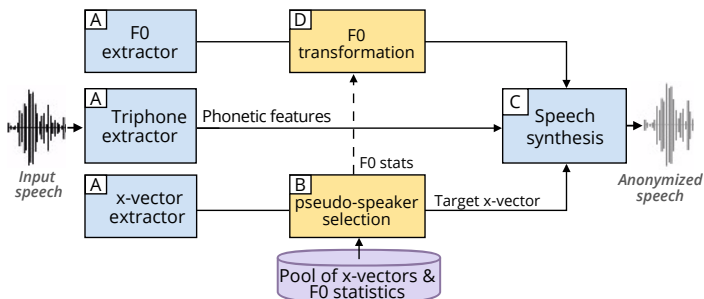 A
F0
extractor
D
F0
transformation
A
Triphone
extractor
Phonetic features
C
Speech
synthesis
Input
speech
Anonymized
speech
F0 stats
A
x-vector
extractor
B
pseudo-speaker
selection
Target x-vector
Pool of x-vectors &
F0 statistics